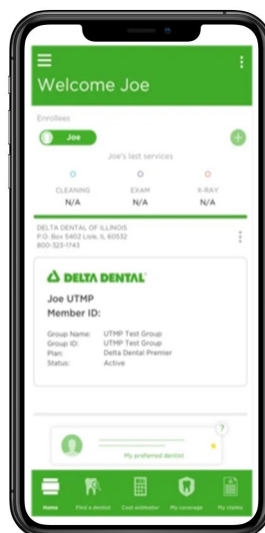 Welcome Joe
Enrollees
Joe
Joe's last services
0 0 0
CLEANING EXAM X-RAY
N/A N/A N/A
DELTA DENTAL OF ILLINOIS
P.O. Box 5402 Lisle, IL 60532
800-323-1743
DELTA DENTAL
Joe UTMP
Member ID:
Group Name: UTMP Test Group
Group ID: UTMP Test Group
Plan: Delta Dental Premier
Status: Active
?
My preferred dentist
Home Find a dentist Cost estimator My coverage My claims